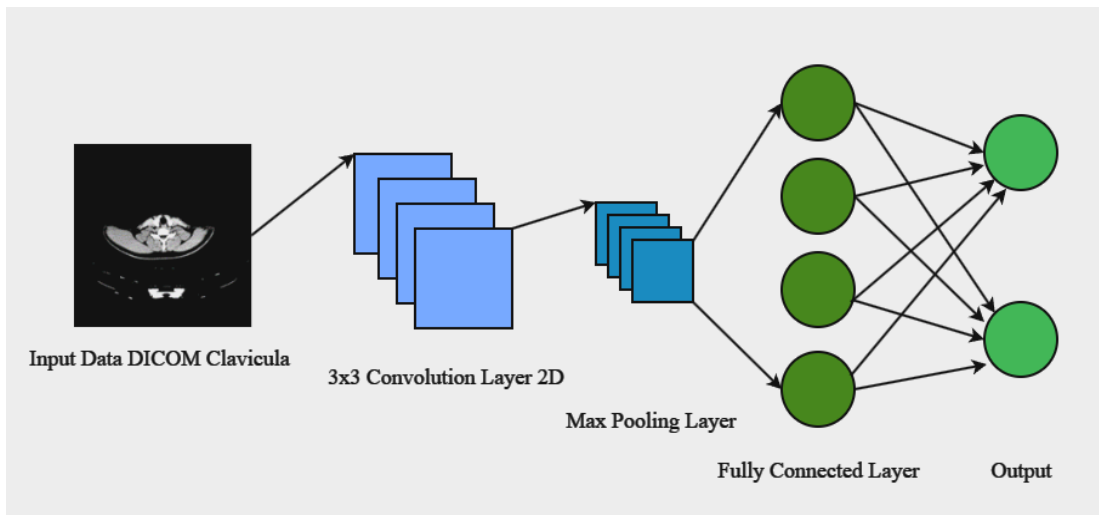 Input Data DICOM Clavicula
3x3 Convolution Layer 2D
Max Pooling Layer
Fully Connected Layer
Output